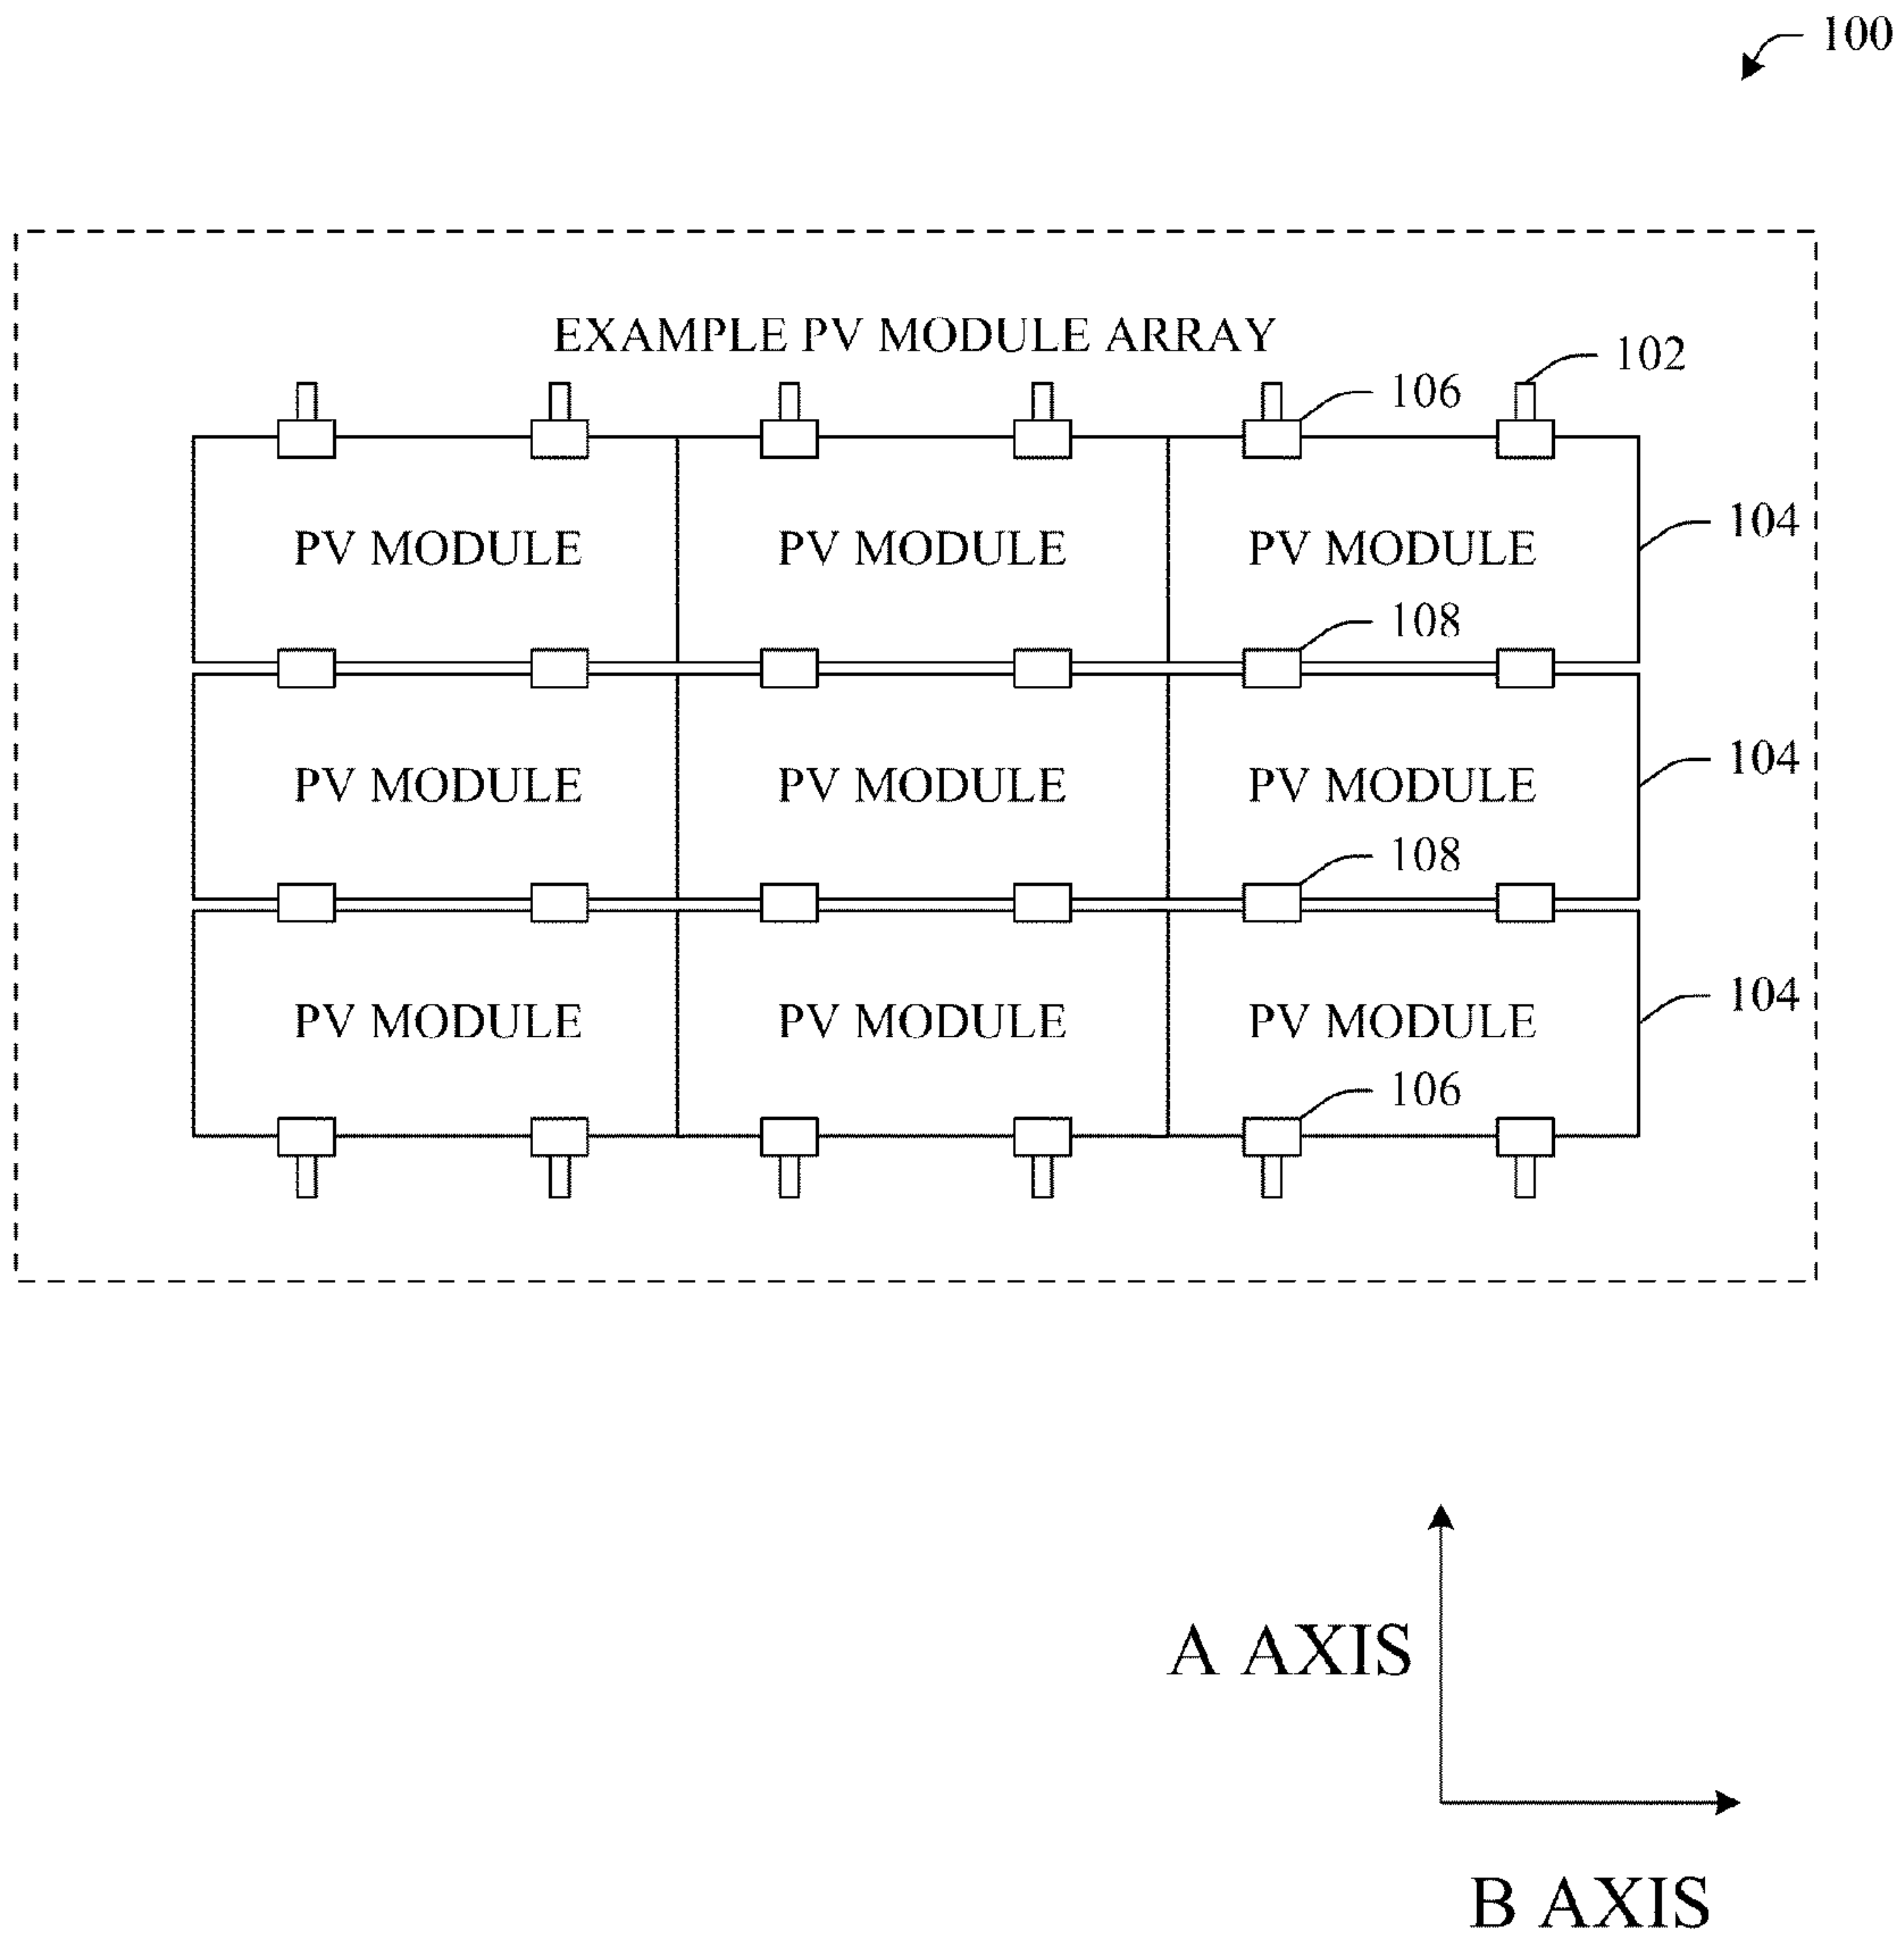 100
EXAMPLE PV MODULE ARRAY
102
106
104
PV MODULE PV MODULE PV MODULE
108
104
PV MODULE PV MODULE PV MODULE
108
104
PV MODULE PV MODULE PV MODULE
106
A AXIS
B AXIS